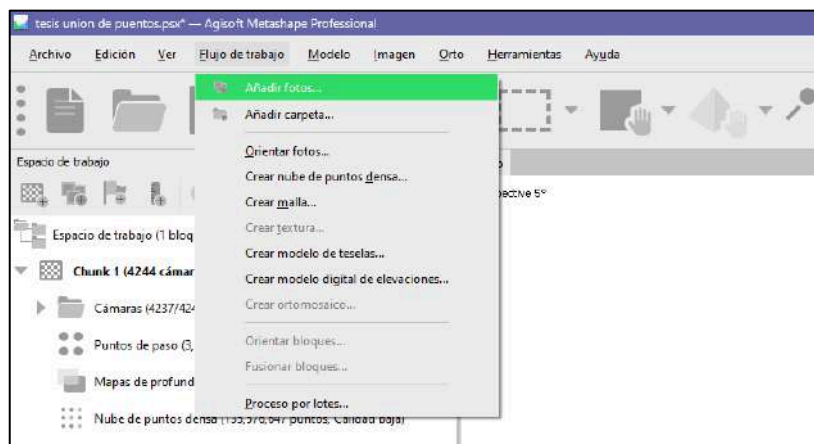 tesis union de puentos.psx* — Agisoft Metashape Professional
Archivo Edición Ver Flujo de trabajo Modelo Imagen Orto Herramientas Ayuda
Añadir fotos...
Añadir carpeta...
Espacio de trabajo
Orientar fotos...
Crear nube de puntos densa...
spective 5°
Crear malla...
Crear textura...
Espacio de trabajo (1 bloq
Crear modelo de teselas...
Chunk 1 (4244 cámar
Crear modelo digital de elevaciones...
Cámaras (4237/424
Crear ortomosaico...
Puntos de paso (3,
Orientar bloques...
Fusionar bloques...
Mapas de profund
Proceso por lotes...
Nube de puntos densa puntos, Calidad baja)